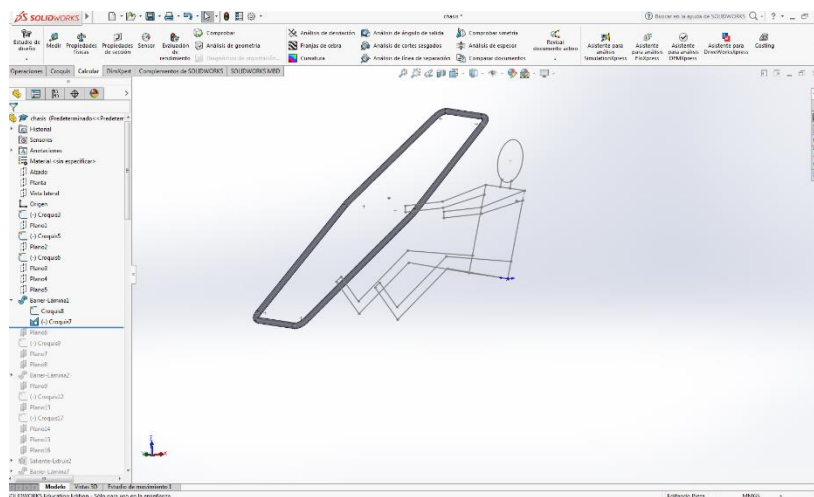 SOLIDWORKS
chasis *
Buscar en la ayuda de SOLIDWORKS
Estudio de diseño
Medir
Propiedades físicas
Propiedades de sección
Sensor
Evaluación de rendimiento
Comprobar
Análisis de geometría
Análisis de desviación
Franjas de cebra
Curvatura
Análisis de ángulo de salida
Análisis de cortes sesgados
Análisis de línea de separación
Comprobar simetría
Análisis de espesor
Comparar documentos
Revisar documento activo
Asistente para análisis SimulationXpress
Asistente para análisis FloXpress
Asistente para análisis DFMXpress
Asistente para DriveWorksXpress
Costing
Operaciones
Croquis
Calcular
DimXpert
Complementos de SOLIDWORKS
SOLIDWORKS MBD
chasis (Predeterminado<<Predeterr
Historial
Sensores
Anotaciones
Material <sin especificar>
Alzado
Planta
Vista lateral
Origen
(-) Croquis3
Plano1
(-) Croquis5
Plano2
(-) Croquis6
Plano3
Plano4
Plano5
Barrer-Lámina1
Croquis8
(-) Croquis7
Plano6
(-) Croquis9
Plano7
Plano8
Barrer-Lámina2
Plano9
(-) Croquis12
Plano13
(-) Croquis17
Plano14
Plano15
Plano16
Saliente-Extruir2
Barrer-Lámina7
Modelo
Vistas 3D
Estudio de movimiento 1
SOLIDWORKS Education Edition - Sólo para uso en la enseñanza
Editando Pieza
MMGS